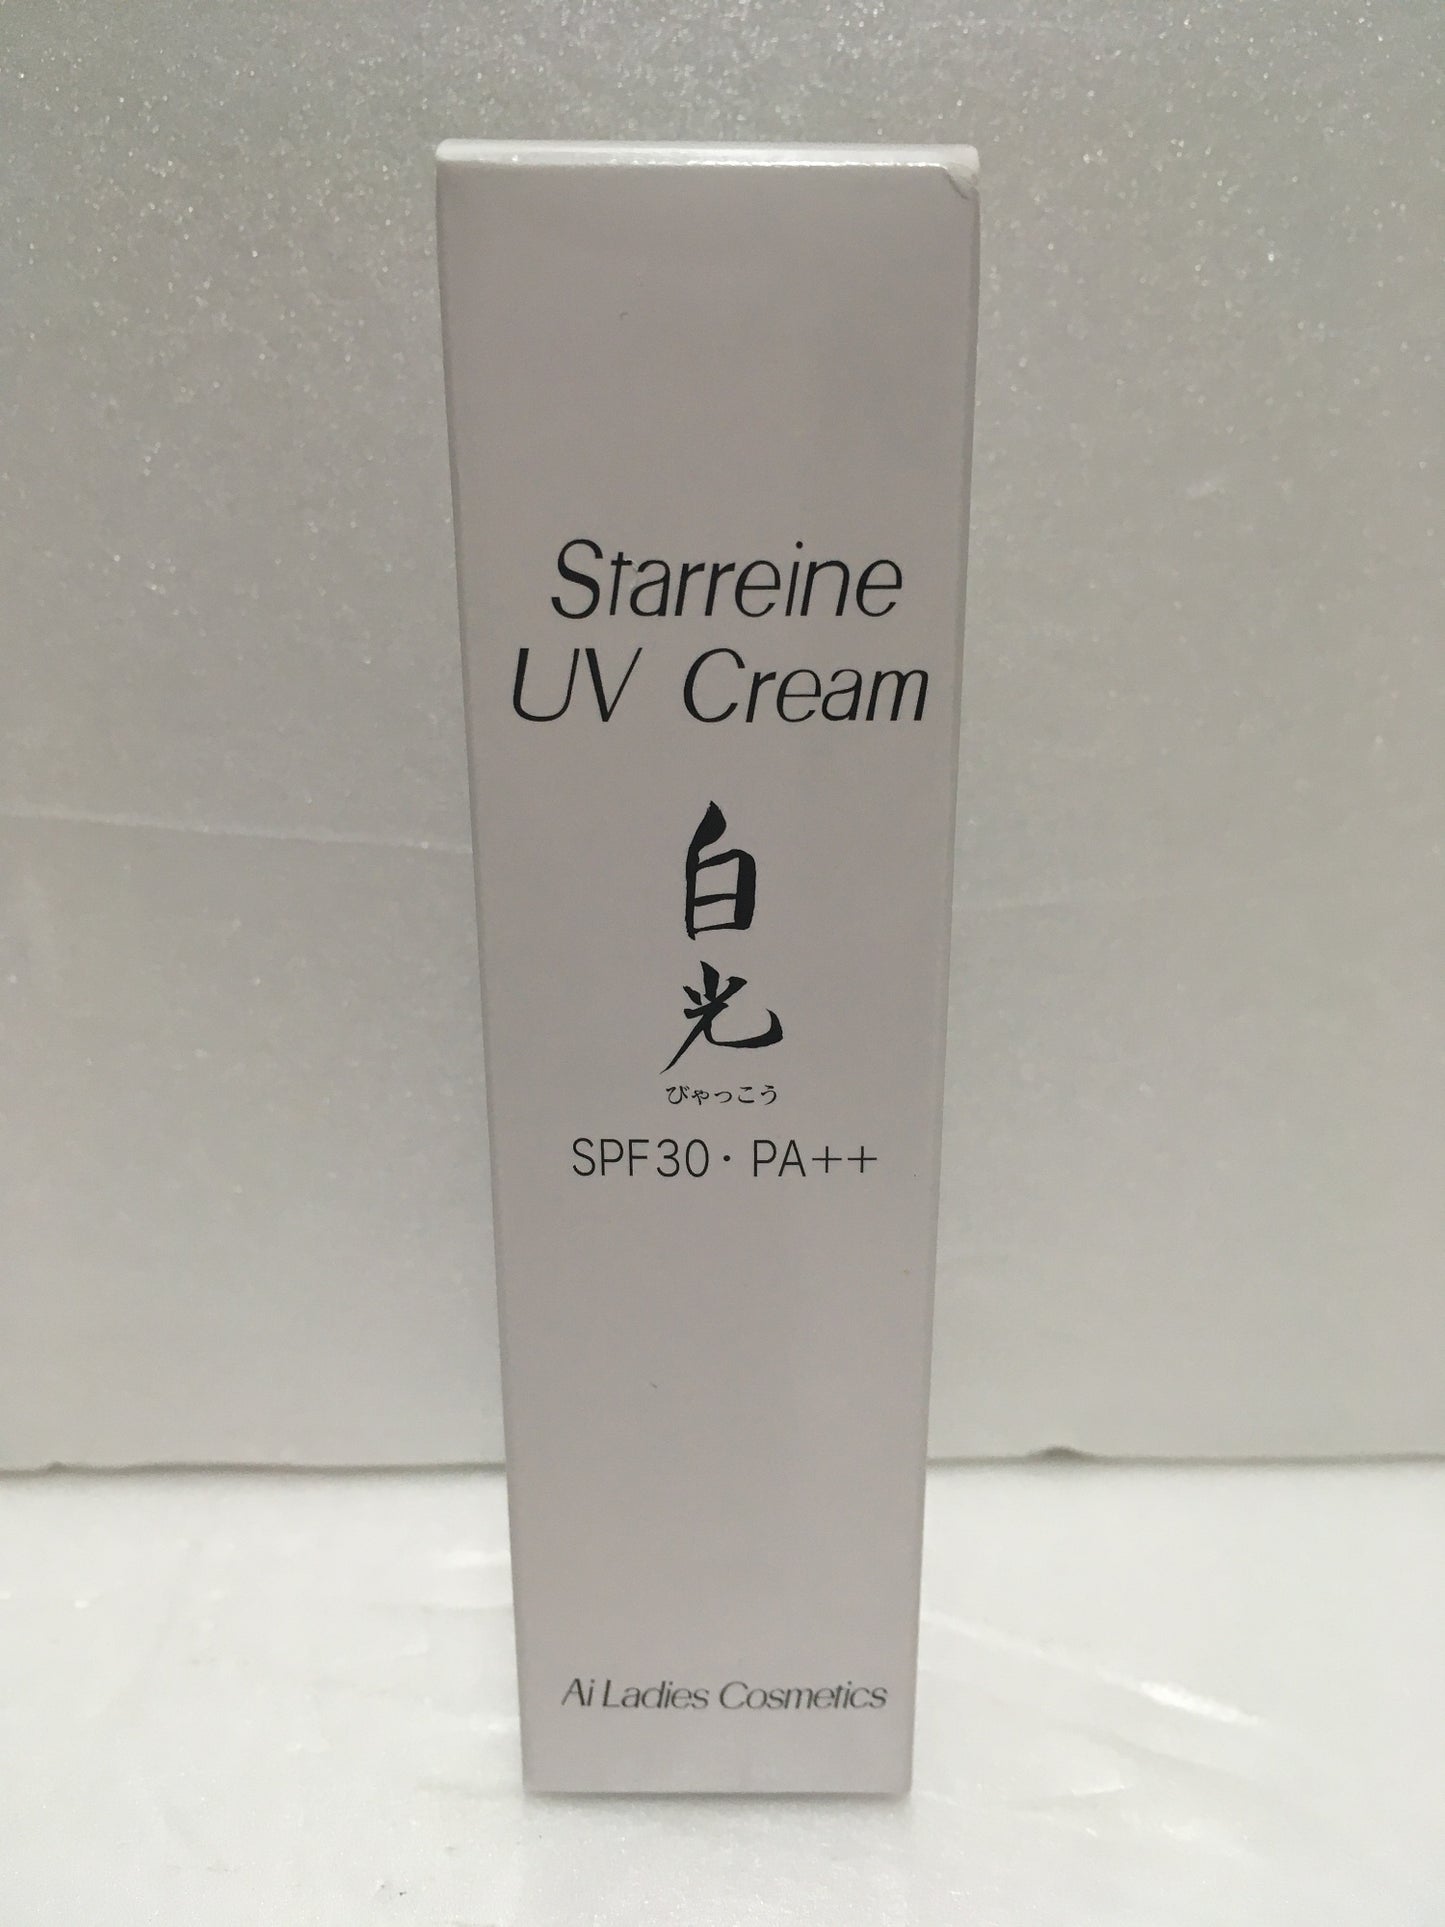 Starreine
UV Cream
白光
びゃっこう
SPF30・PA++
Ai Ladies Cosmetics